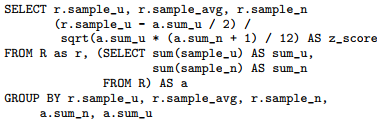 SELECT r.sample_u, r.sample_avg, r.sample_n
(r.sample_u - a.sum_u / 2) /
sqrt(a.sum_u * (a.sum_n + 1) / 12) AS z_score
FROM R as r, (SELECT sum(sample_u) AS sum_u,
sum(sample_n) AS sum_n
FROM R) AS a
GROUP BY r.sample_u, r.sample_avg, r.sample_n,
a.sum_n, a.sum_u